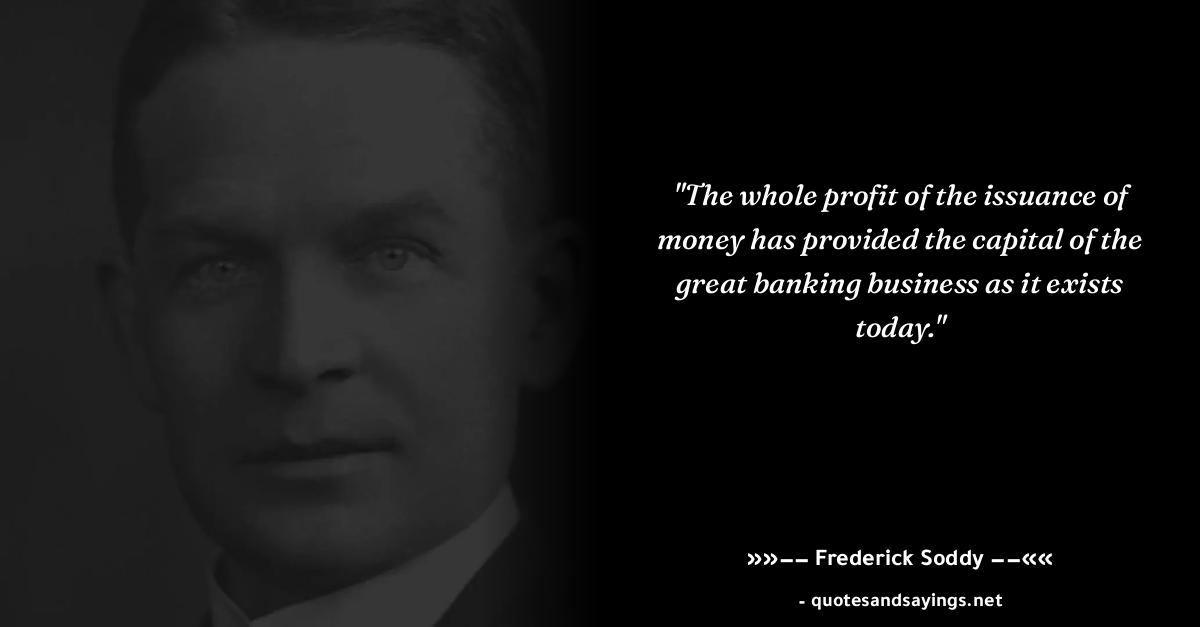 "The whole profit of the issuance of
money has provided the capital of the
great banking business as it exists
today."
»»−− Frederick Soddy −−««
- quotesandsayings.net